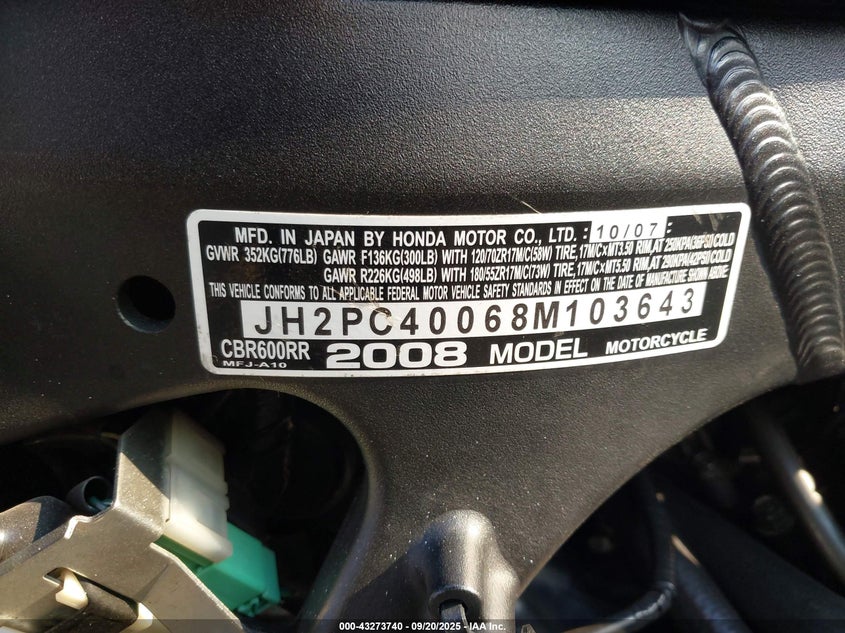 MFD. IN JAPAN BY HONDA MOTOR CO., LTD. 10/07
GVWR 352KG(776LB) GAWR F136KG(300LB) WITH 120/70ZR17M/C(58W) TIRE,17M/C×MT3.50 RIM,AT 250KPA(36PSI)COLD
GAWR R226KG(498LB) WITH 180/55ZR17M/C(73W) TIRE,17M/C×MT5.50 RIM,AT 290KPA(42PSI)COLD
THIS VEHICLE CONFORMS TO ALL APPLICABLE FEDERAL MOTOR VEHICLE SAFETY STANDARDS IN EFFECT ON THE DATE OF MANUFACTURE SHOWN ABOVE.
JH2PC40068M103643
CBR600RR 2008 MODEL MOTORCYCLE
MFJ-A10
000-43273740 - 09/20/2025 - IAA Inc.